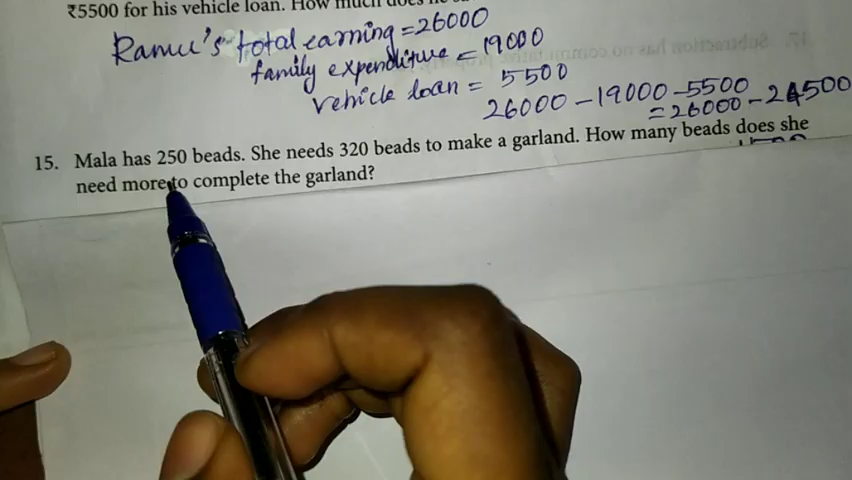 ₹5500 for his vehicle loan. How much does he
Ramu's total earning = 26000
family expenditure = 19000
vehicle loan = 5500
26000 - 19000 - 5500
= 26000 - 24500
15. Mala has 250 beads. She needs 320 beads to make a garland. How many beads does she
need more to complete the garland?